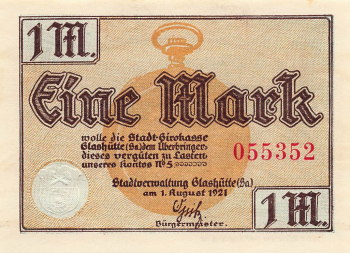 1 M.
Eine Mark
wolle die Stadt-Girokasse
Glashütte (Sa) dem Überbringer
dieses vergüten zu Lasten
unseres Kontos No 5
055352
Stadtverwaltung Glashütte (Sa)
am 1. August 1921
Bürgermeister.
1 M.